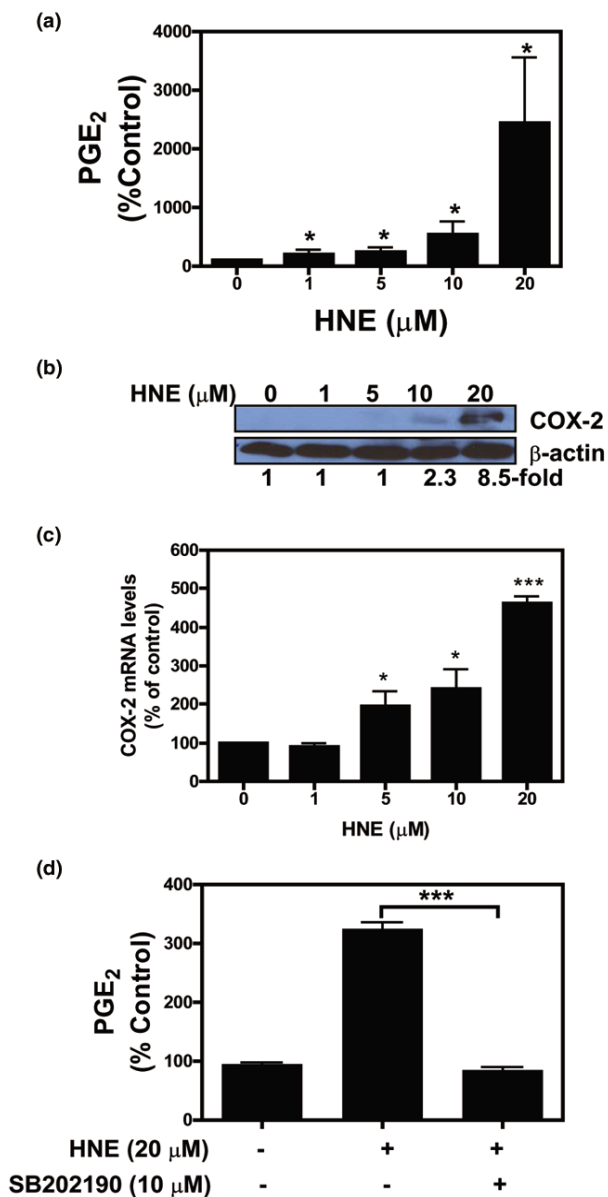 (a)
PGE2
(%Control)
4000
3000
2000
1000
0
*
*
*
*
0 1 5 10 20
HNE (μM)
(b)
HNE (μM) 0 1 5 10 20
COX-2
β-actin
1 1 1 2.3 8.5-fold
(c)
COX-2 mRNA levels
(% of control)
600
500
400
300
200
100
0
*
*
***
0 1 5 10 20
HNE (μM)
(d)
PGE2
(% Control)
400
300
200
100
0
***
HNE (20 μM) - + +
SB202190 (10 μM) - - +